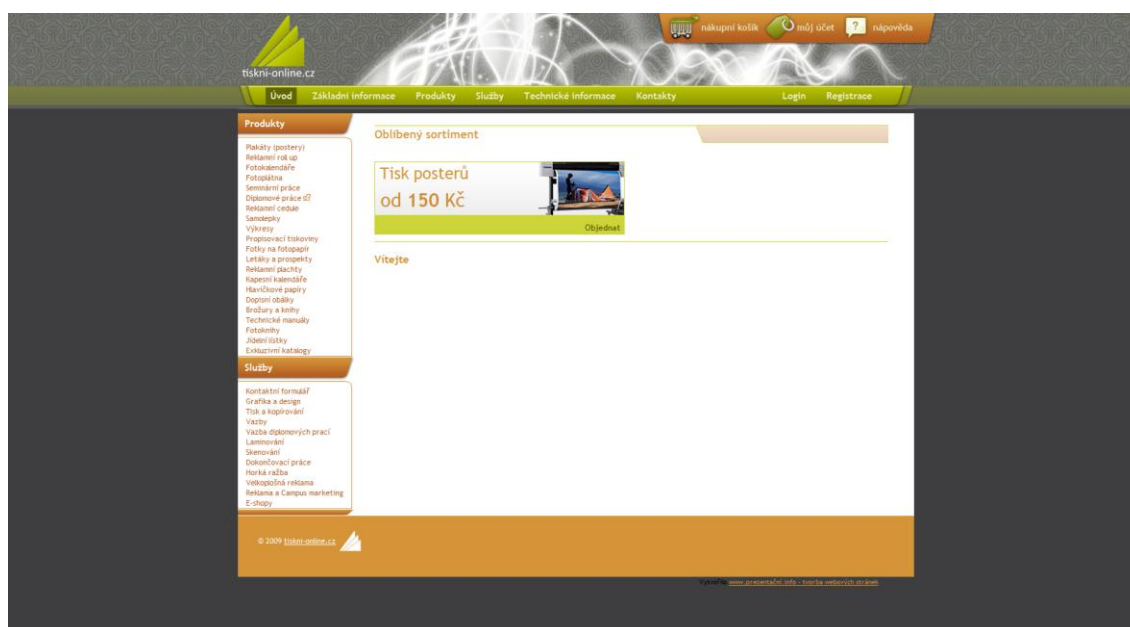 nákupní košík můj účet ? nápověda
tiskni-online.cz
Úvod Základní informace Produkty Služby Technické informace Kontakty Login Registrace
Produkty
Plakáty (postery)
Reklamní roll up
Fotokalendáře
Fotoplátna
Seminární práce
Diplomové práce
Reklamní cedule
Samolepky
Výkresy
Propisovací tiskoviny
Fotky na fotopapír
Letáky a prospekty
Reklamní plachty
Kapesní kalendáře
Hlavičkové papíry
Dopisní obálky
Brožury a knihy
Technické manuály
Fotoknihy
Jídelní lístky
Exkluzivní katalogy
Služby
Kontaktní formulář
Grafika a design
Tisk a kopírování
Vazby
Vazba diplomových prací
Laminování
Skenování
Dokončovací práce
Horká ražba
Velkoplošná reklama
Reklama a Campus marketing
E-shopy
Oblíbený sortiment
Tisk posterů
od 150 Kč
Objednat
Vítejte
© 2009 tiskni-online.cz
www.prezentační.info - tvorba webových stránek